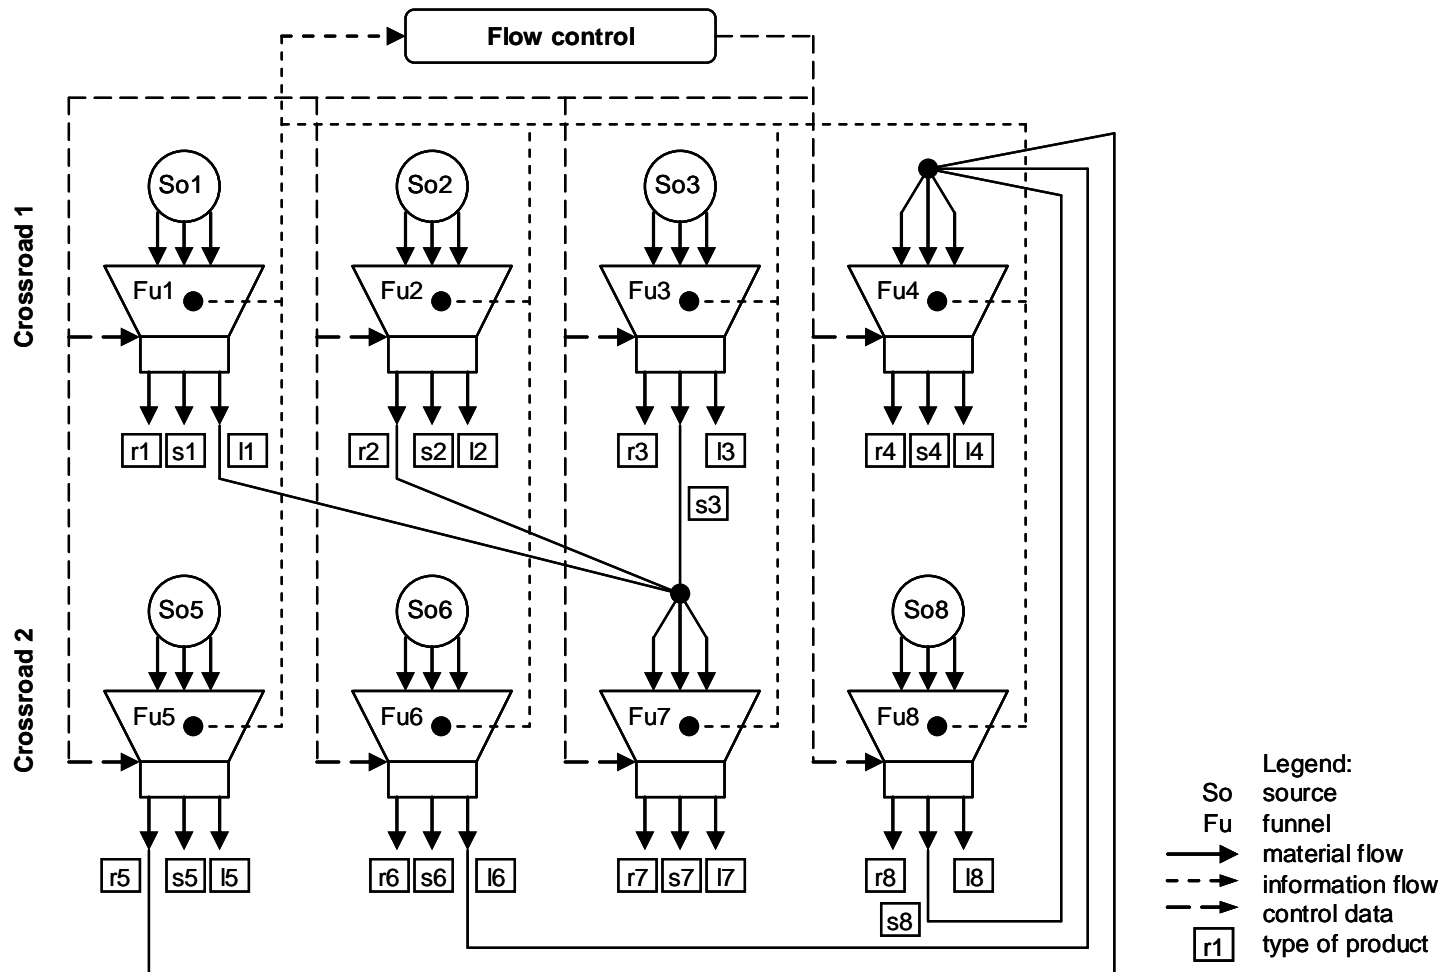 Flow control
Crossroad 1
So1 So2 So3
Fu1 Fu2 Fu3 Fu4
r1 s1 l1 r2 s2 l2 r3 l3 r4 s4 l4
s3
Crossroad 2
So5 So6 So8
Fu5 Fu6 Fu7 Fu8
r5 s5 l5 r6 s6 l6 r7 s7 l7 r8 l8
s8
Legend:
So source
Fu funnel
material flow
information flow
control data
r1 type of product